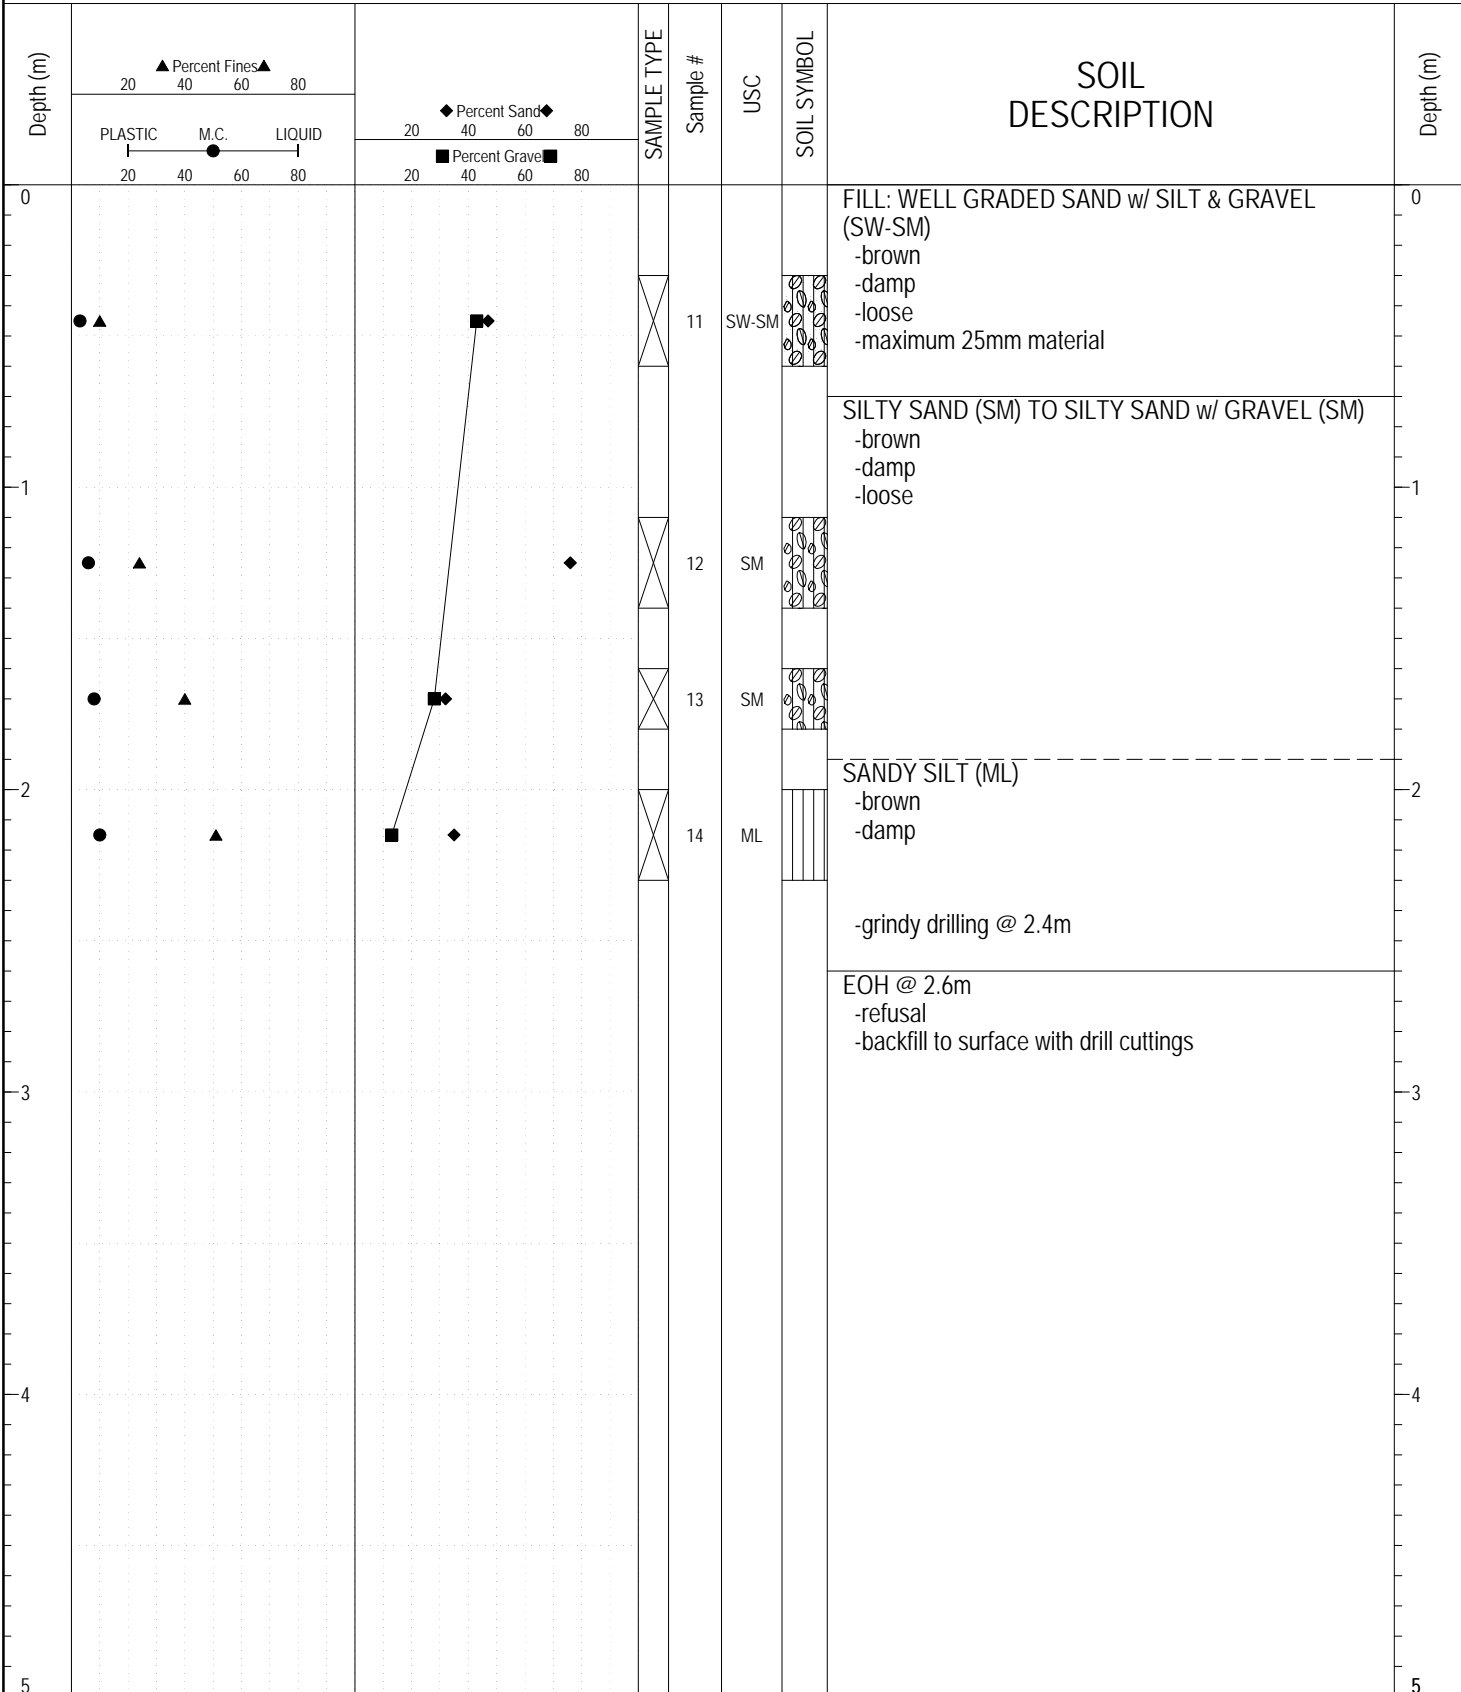 Depth (m)
▲ Percent Fines ▲
20 40 60 80
PLASTIC M.C. LIQUID
20 40 60 80
◆ Percent Sand ◆
20 40 60 80
■ Percent Gravel ■
20 40 60 80
SAMPLE TYPE
Sample #
USC
SOIL SYMBOL
SOIL
DESCRIPTION
Depth (m)
0
FILL: WELL GRADED SAND w/ SILT & GRAVEL
0
(SW-SM)
-brown
-damp
-loose
11 SW-SM
-maximum 25mm material
SILTY SAND (SM) TO SILTY SAND w/ GRAVEL (SM)
-brown
-damp
1
-loose
1
12 SM
13 SM
SANDY SILT (ML)
2
-brown
2
-damp
14 ML
-grindy drilling @ 2.4m
EOH @ 2.6m
-refusal
-backfill to surface with drill cuttings
3
3
4
4
5
5